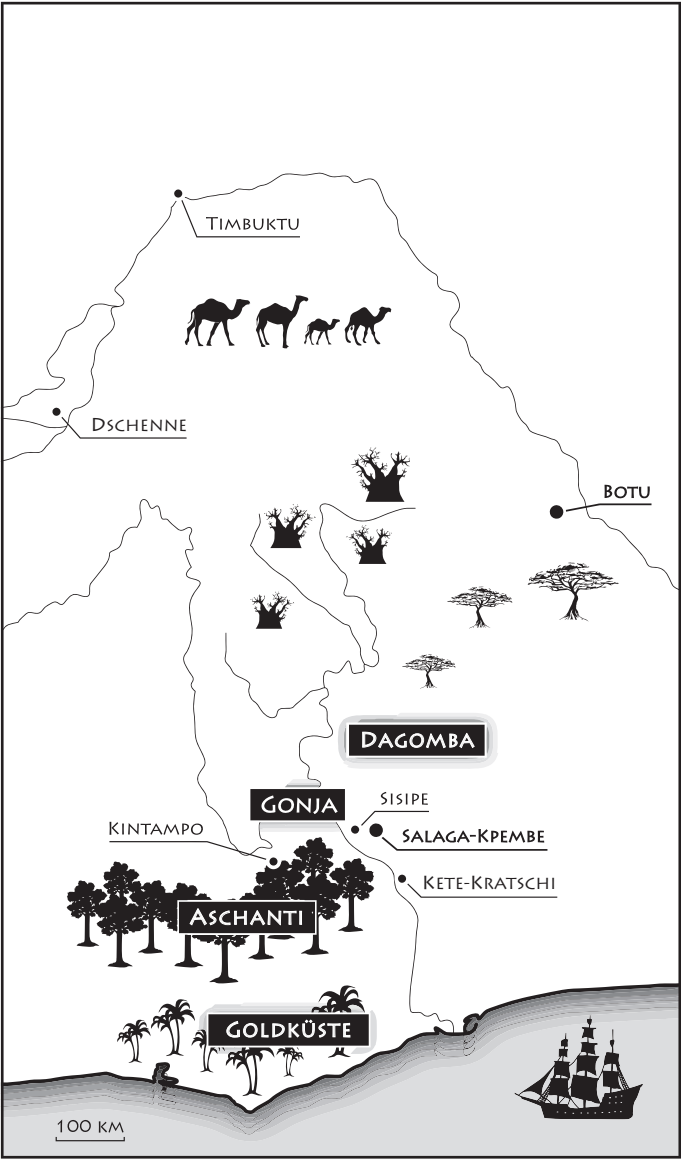 Timbuktu
Dschenne
Botu
Dagomba
Gonja
Sisipe
Kintampo
Salaga-Kpembe
Kete-Kratschi
Aschanti
Goldküste
100 km